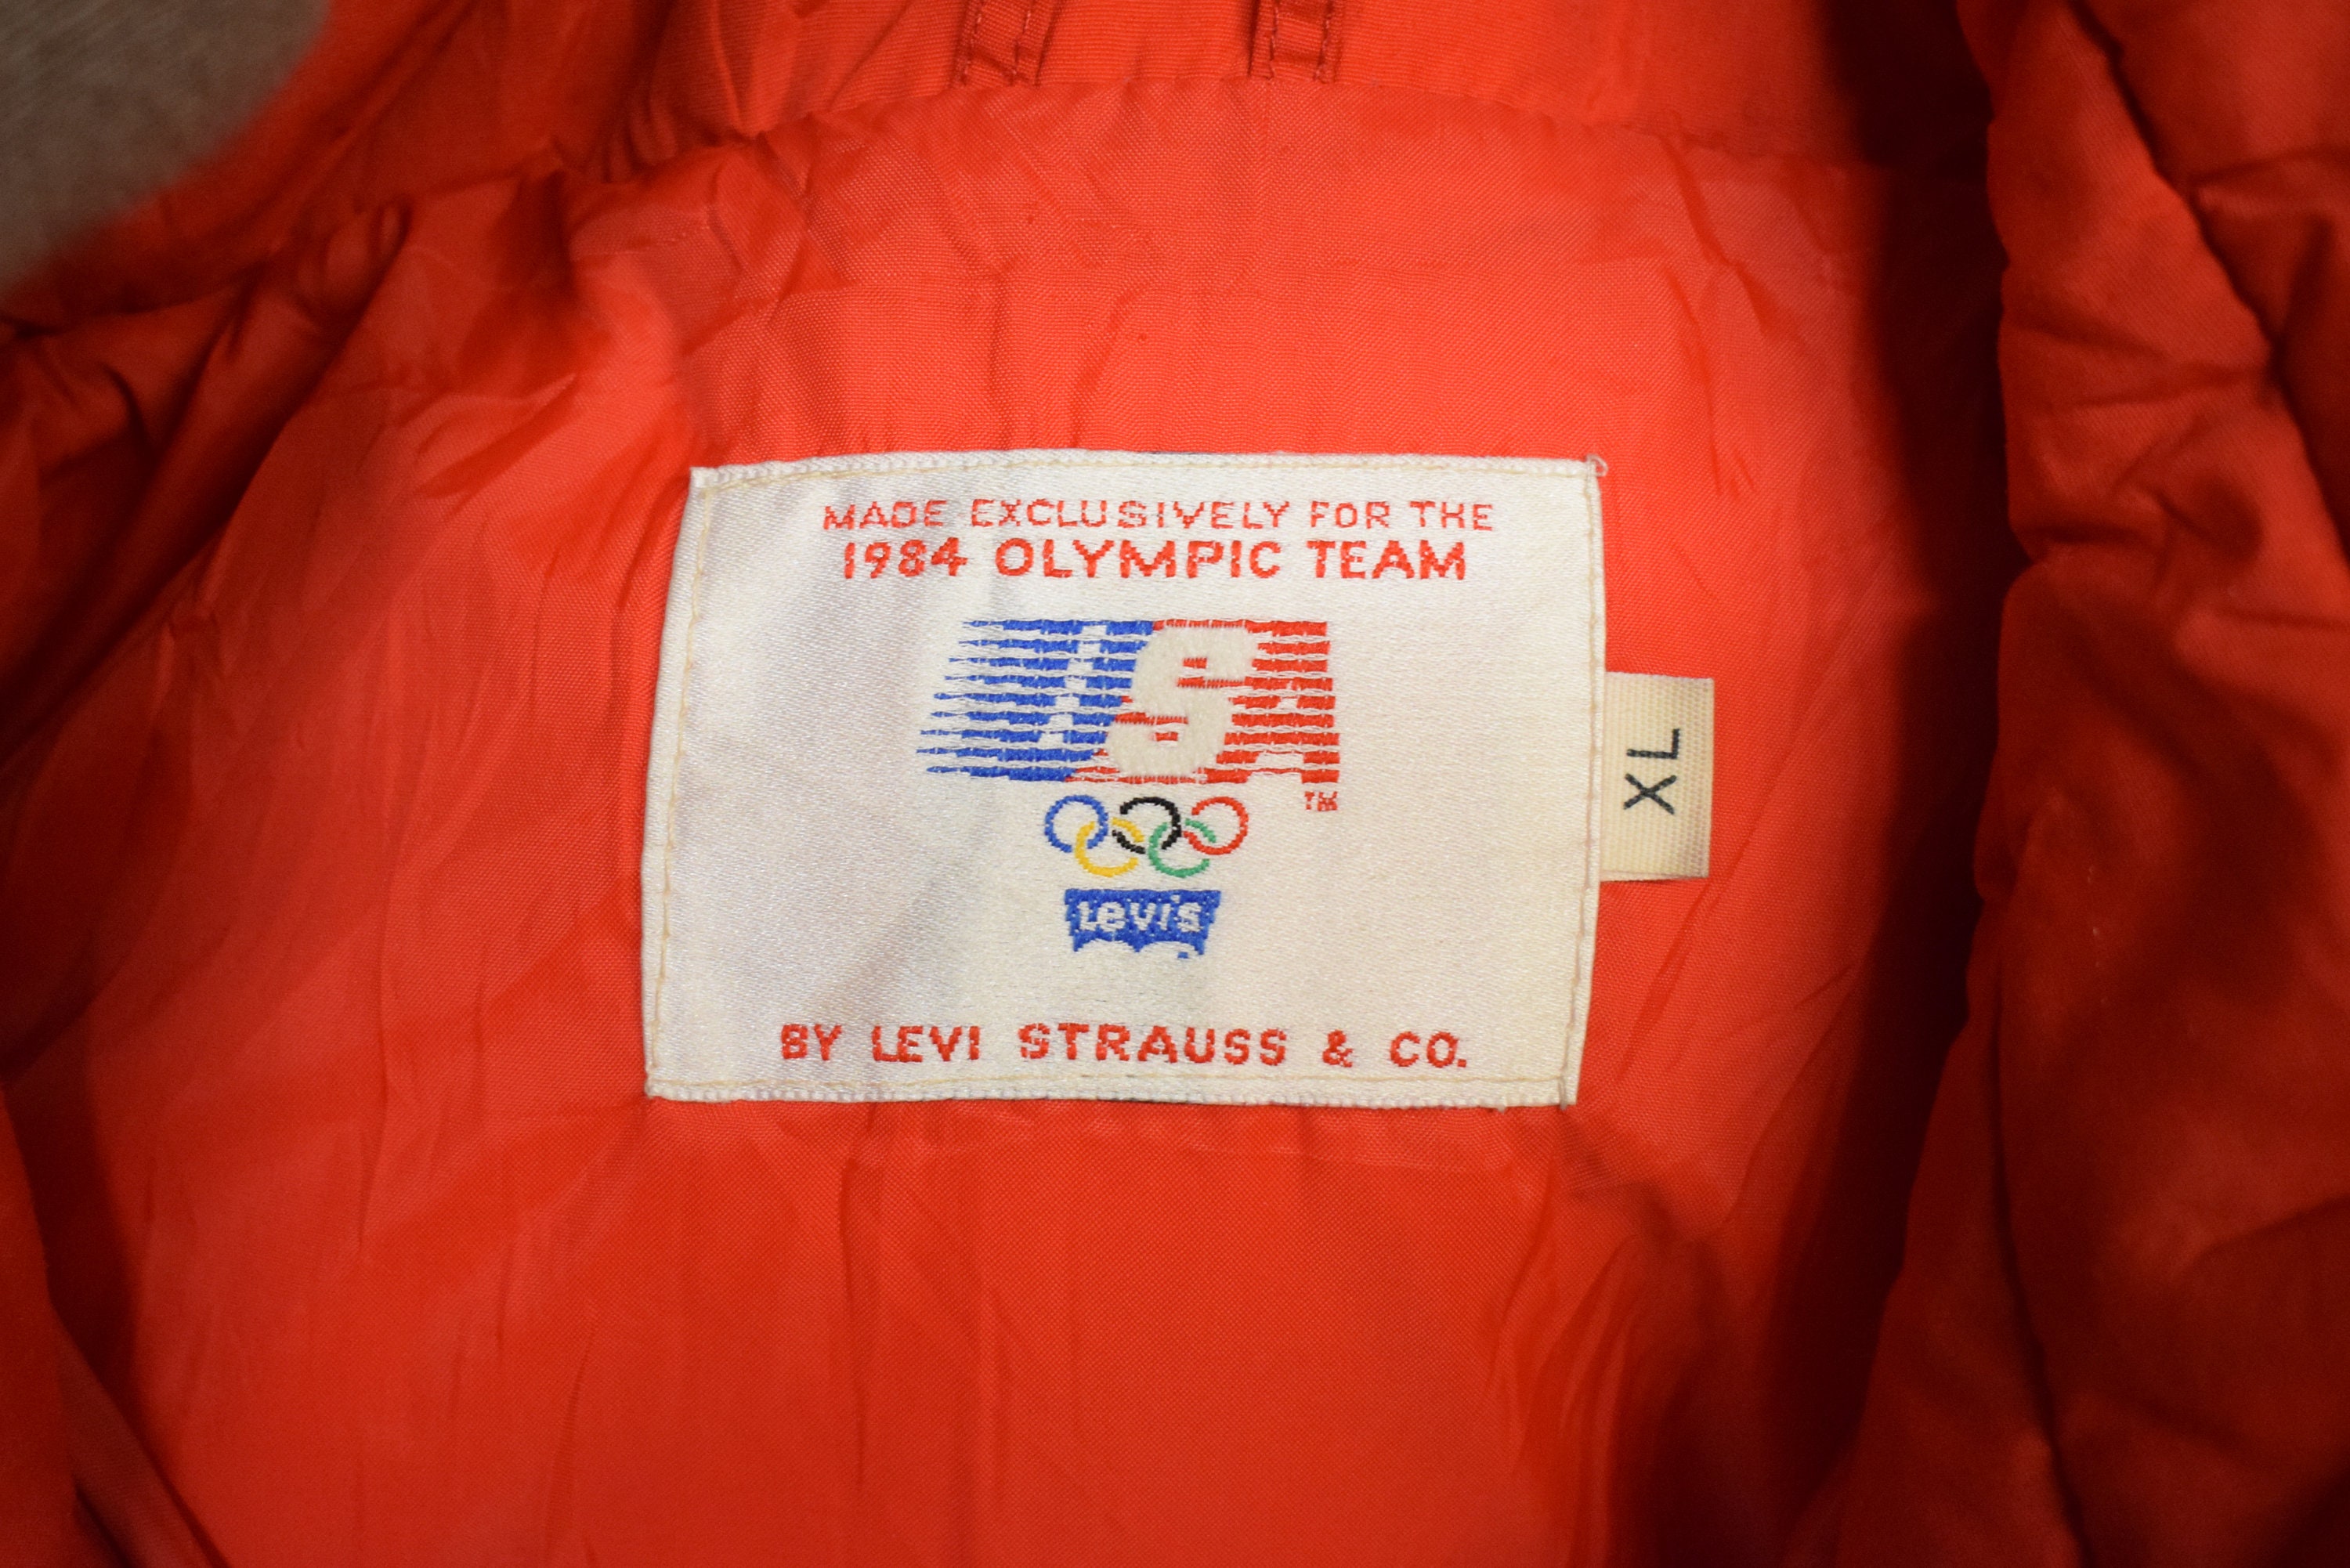 MADE EXCLUSIVELY FOR THE
1984 OLYMPIC TEAM
USA
TM
LEVI'S
BY LEVI STRAUSS & CO.
XL